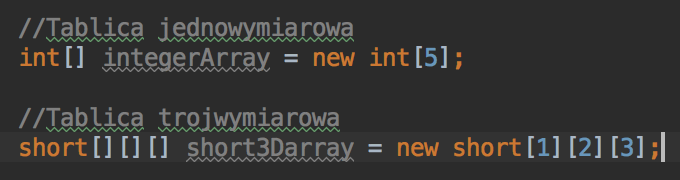 //Tablica jednowymiarowa
int[] integerArray = new int[5];
//Tablica trojwymiarowa
short[][][] short3Darray = new short[1][2][3];